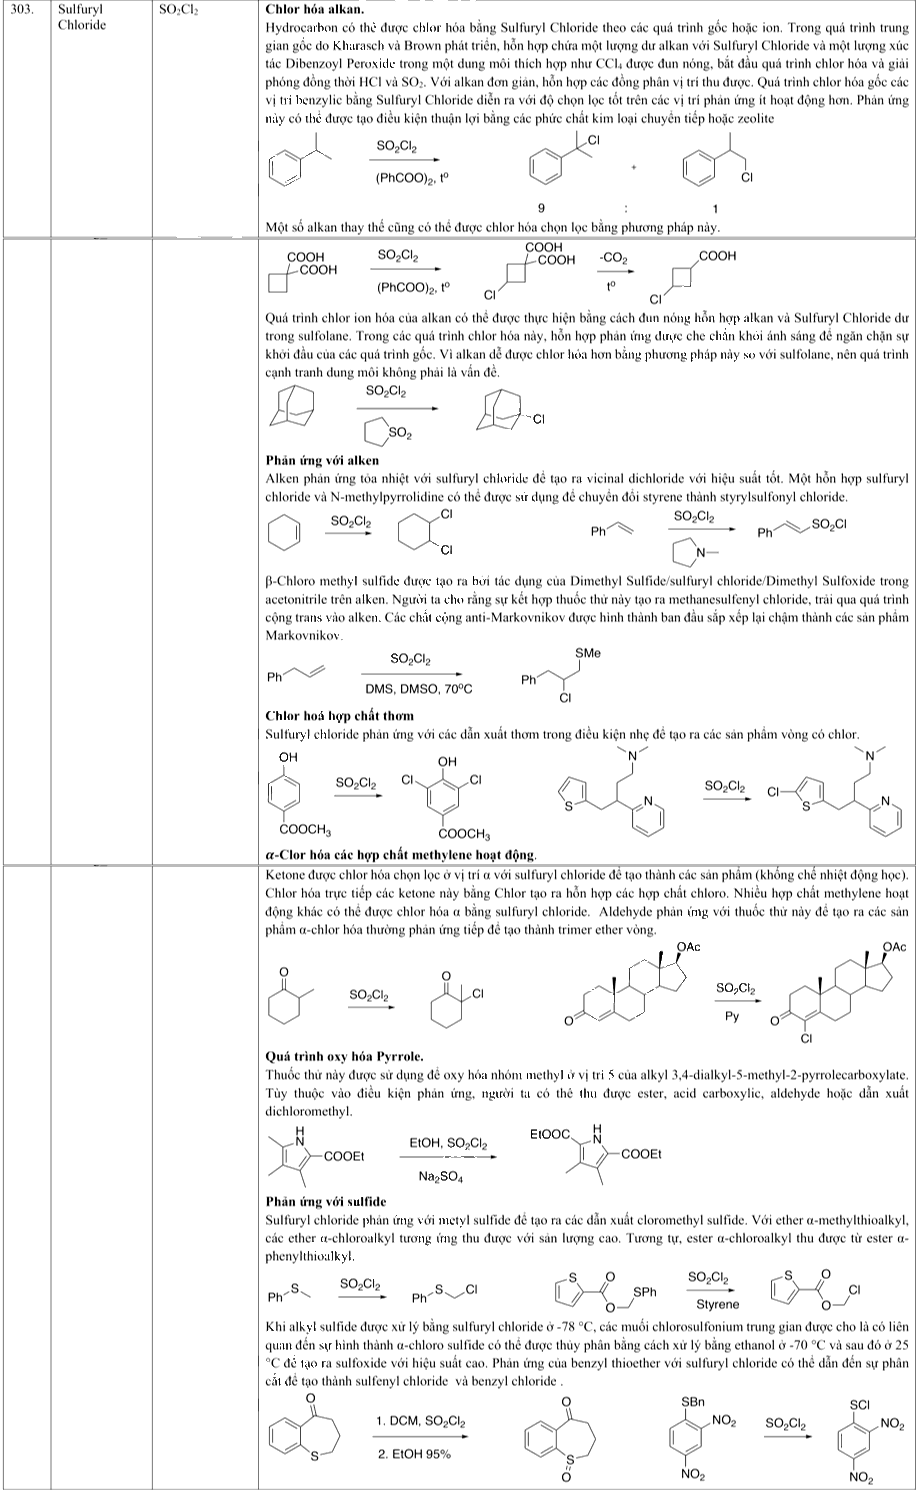 303. Sulfuryl Chloride SO₂Cl₂ Chlor hóa alkan.
Hydrocarbon có thể được chlor hóa bằng Sulfuryl Chloride theo các quá trình gốc hoặc ion. Trong quá trình trung
gian gốc do Kharasch và Brown phát triển, hỗn hợp chứa một lượng dư alkan với Sulfuryl Chloride và một lượng xúc
tác Dibenzoyl Peroxide trong một dung môi thích hợp như CCl₄ được đun nóng, bắt đầu quá trình chlor hóa và giải
phóng đồng thời HCl và SO₂. Với alkan đơn giản, hỗn hợp các đồng phân vị trí thu được. Quá trình chlor hóa gốc các
vị trí benzylic bằng Sulfuryl Chloride diễn ra với độ chọn lọc tốt trên các vị trí phản ứng ít hoạt động hơn. Phản ứng
này có thể được tạo điều kiện thuận lợi bằng các phức chất kim loại chuyển tiếp hoặc zeolite
SO₂Cl₂
(PhCOO)₂, tº
Cl
+
Cl
9 : 1
Một số alkan thay thế cũng có thể được chlor hóa chọn lọc bằng phương pháp này.
COOH
COOH
SO₂Cl₂
(PhCOO)₂, tº
COOH
COOH
Cl
-CO₂
tº
COOH
Cl
Quá trình chlor ion hóa của alkan có thể được thực hiện bằng cách đun nóng hỗn hợp alkan và Sulfuryl Chloride dư
trong sulfolane. Trong các quá trình chlor hóa này, hỗn hợp phản ứng được che chắn khỏi ánh sáng để ngăn chặn sự
khởi đầu của các quá trình gốc. Vì alkan dễ được chlor hóa hơn bằng phương pháp này so với sulfolane, nên quá trình
cạnh tranh dung môi không phải là vấn đề.
SO₂Cl₂
SO₂
Cl
Phản ứng với alken
Alken phản ứng tỏa nhiệt với sulfuryl chloride để tạo ra vicinal dichloride với hiệu suất tốt. Một hỗn hợp sulfuryl
chloride và N-methylpyrrolidine có thể được sử dụng để chuyển đổi styrene thành styrylsulfonyl chloride.
SO₂Cl₂
Cl
Cl
Ph
SO₂Cl₂
N
Ph
SO₂Cl
β-Chloro methyl sulfide được tạo ra bởi tác dụng của Dimethyl Sulfide/sulfuryl chloride/Dimethyl Sulfoxide trong
acetonitrile trên alken. Người ta cho rằng sự kết hợp thuốc thử này tạo ra methanesulfenyl chloride, trải qua quá trình
cộng trans vào alken. Các chất cộng anti-Markovnikov được hình thành ban đầu sắp xếp lại chậm thành các sản phẩm
Markovnikov.
Ph
SO₂Cl₂
DMS, DMSO, 70ºC
SMe
Ph
Cl
Chlor hoá hợp chất thơm
Sulfuryl chloride phản ứng với các dẫn xuất thơm trong điều kiện nhẹ để tạo ra các sản phẩm vòng có chlor.
OH
COOCH₃
SO₂Cl₂
OH
Cl
Cl
COOCH₃
N
S
N
SO₂Cl₂
N
Cl
S
N
α-Clor hóa các hợp chất methylene hoạt động.
Ketone được chlor hóa chọn lọc ở vị trí α với sulfuryl chloride để tạo thành các sản phẩm (khống chế nhiệt động học).
Chlor hóa trực tiếp các ketone này bằng Chlor tạo ra hỗn hợp các hợp chất chloro. Nhiều hợp chất methylene hoạt
động khác có thể được chlor hóa α bằng sulfuryl chloride. Aldehyde phản ứng với thuốc thử này để tạo ra các sản
phẩm α-chlor hóa thường phản ứng tiếp để tạo thành trimer ether vòng.
O
SO₂Cl₂
O
Cl
OAc
O
SO₂Cl₂
Py
OAc
O
Cl
Quá trình oxy hóa Pyrrole.
Thuốc thử này được sử dụng để oxy hóa nhóm methyl ở vị trí 5 của alkyl 3,4-dialkyl-5-methyl-2-pyrrolecarboxylate.
Tùy thuộc vào điều kiện phản ứng, người ta có thể thu được ester, acid carboxylic, aldehyde hoặc dẫn xuất
dichloromethyl.
H
N
COOEt
EtOH, SO₂Cl₂
Na₂SO₄
EtOOC
H
N
COOEt
Phản ứng với sulfide
Sulfuryl chloride phản ứng với metyl sulfide để tạo ra các dẫn xuất cloromethyl sulfide. Với ether α-methylthioalkyl,
các ether α-chloroalkyl tương ứng thu được với sản lượng cao. Tương tự, ester α-chloroalkyl thu được từ ester α-
phenylthioalkyl.
Ph
S
SO₂Cl₂
Ph
S
Cl
S
O
O
SPh
SO₂Cl₂
Styrene
S
O
O
Cl
Khi alkyl sulfide được xử lý bằng sulfuryl chloride ở -78 °C, các muối chlorosulfonium trung gian được cho là có liên
quan đến sự hình thành α-chloro sulfide có thể được thủy phân bằng cách xử lý bằng ethanol ở -70 °C và sau đó ở 25
°C để tạo ra sulfoxide với hiệu suất cao. Phản ứng của benzyl thioether với sulfuryl chloride có thể dẫn đến sự phân
cắt để tạo thành sulfenyl chloride và benzyl chloride .
O
S
1. DCM, SO₂Cl₂
2. EtOH 95%
O
S
O
SBn
NO₂
NO₂
SO₂Cl₂
SCl
NO₂
NO₂